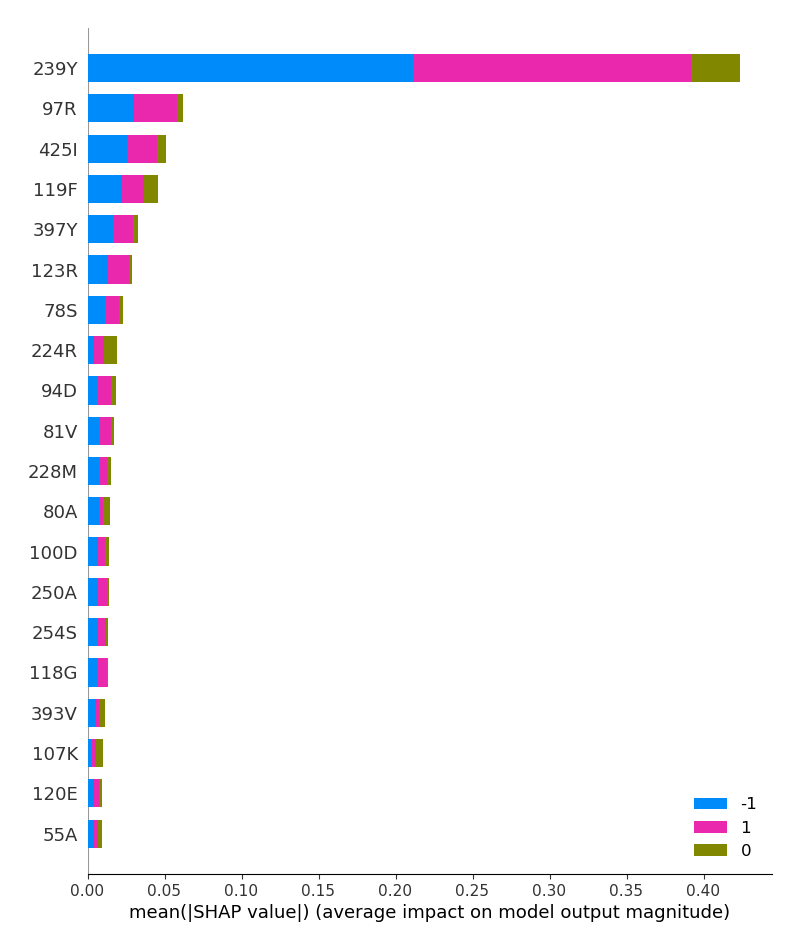 239Y
97R
425I
119F
397Y
123R
78S
224R
94D
81V
228M
80A
100D
250A
254S
118G
393V
107K
120E
55A
-1
1
0
0.00 0.05 0.10 0.15 0.20 0.25 0.30 0.35 0.40
mean(|SHAP value|) (average impact on model output magnitude)